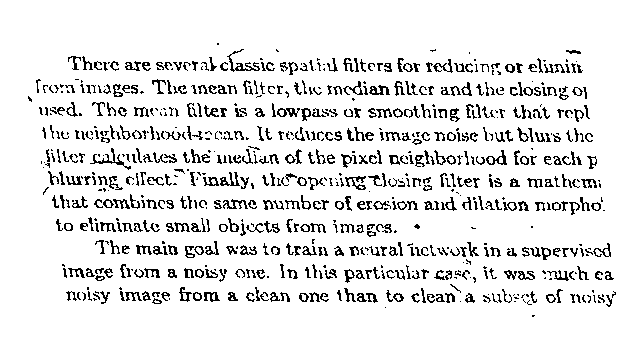 There are several classic spatial filters for reducing or elimin
from images. The mean filter, the median filter and the closing op
used. The mean filter is a lowpass or smoothing filter that repl
the neighborhood mean. It reduces the image noise but blurs the
filter calculates the median of the pixel neighborhood for each p
blurring effect. Finally, the opening closing filter is a mathem
that combines the same number of erosion and dilation morpho
to eliminate small objects from images.
The main goal was to train a neural network in a supervised
image from a noisy one. In this particular case, it was much ea
noisy image from a clean one than to clean a subset of noisy